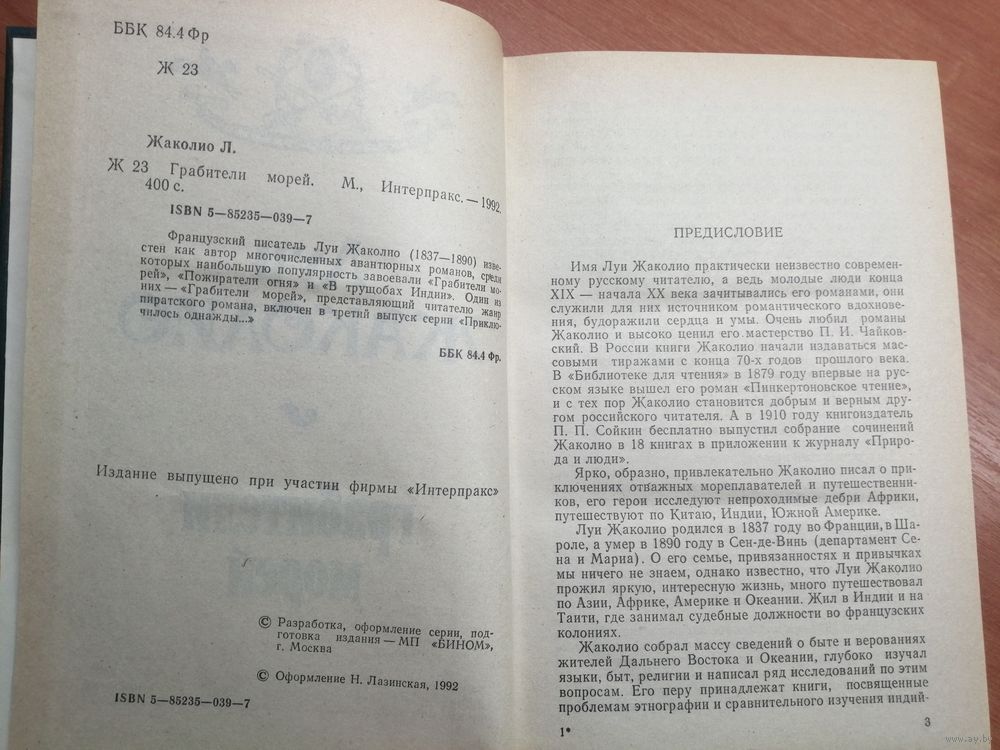 ББК 84.4 Фр
Ж 23
Жаколио Л.
Ж 23 Грабители морей. М., Интерпракс. — 1992.
400 с.
ISBN 5—85235—039—7
Французский писатель Луи Жаколио (1837—1890) изве-
стен как автор многочисленных авантюрных романов, среди
которых наибольшую популярность завоевали «Грабители мо-
рей», «Пожиратели огня» и «В трущобах Индии». Один из
них — «Грабители морей», представляющий читателю жанр
пиратского романа, включен в третий выпуск серии «Приклю-
чилось однажды...»
ББК 84.4 Фр.
Издание выпущено при участии фирмы «Интерпракс»
© Разработка, оформление серии, под-
готовка издания — МП «БИНОМ»,
г. Москва
© Оформление Н. Лазинская, 1992
ISBN 5—85235—039—7
ПРЕДИСЛОВИЕ
Имя Луи Жаколио практически неизвестно современ-
ному русскому читателю, а ведь молодые люди конца
XIX — начала XX века зачитывались его романами, они
служили для них источником романтического вдохнове-
ния, будоражили сердца и умы. Очень любил романы
Жаколио и высоко ценил его мастерство П. И. Чайков-
ский. В России книги Жаколио начали издаваться мас-
совыми тиражами с конца 70-х годов прошлого века.
В «Библиотеке для чтения» в 1879 году впервые на рус-
ском языке вышел его роман «Пинкертоновское чтение»,
и с тех пор Жаколио становится добрым и верным дру-
гом российского читателя. А в 1910 году книгоиздатель
П. П. Сойкин бесплатно выпустил собрание сочинений
Жаколио в 18 книгах в приложении к журналу «Приро-
да и люди».
Ярко, образно, привлекательно Жаколио писал о при-
ключениях отважных мореплавателей и путешественни-
ков, его герои исследуют непроходимые дебри Африки,
путешествуют по Китаю, Индии, Южной Америке.
Луи Жаколио родился в 1837 году во Франции, в Ша-
роле, а умер в 1890 году в Сен-де-Винь (департамент Се-
на и Марна). О его семье, привязанностях и привычках
мы ничего не знаем, однако известно, что Луи Жаколио
прожил яркую, интересную жизнь, много путешествовал
по Азии, Африке, Америке и Океании. Жил в Индии и на
Таити, где занимал судебные должности во французских
колониях.
Жаколио собрал массу сведений о быте и верованиях
жителей Дальнего Востока и Океании, глубоко изучал
языки, быт, религии и написал ряд исследований по этим
вопросам. Его перу принадлежат книги, посвященные
проблемам этнографии и сравнительного изучения индий-
1*
3
www.ay.by